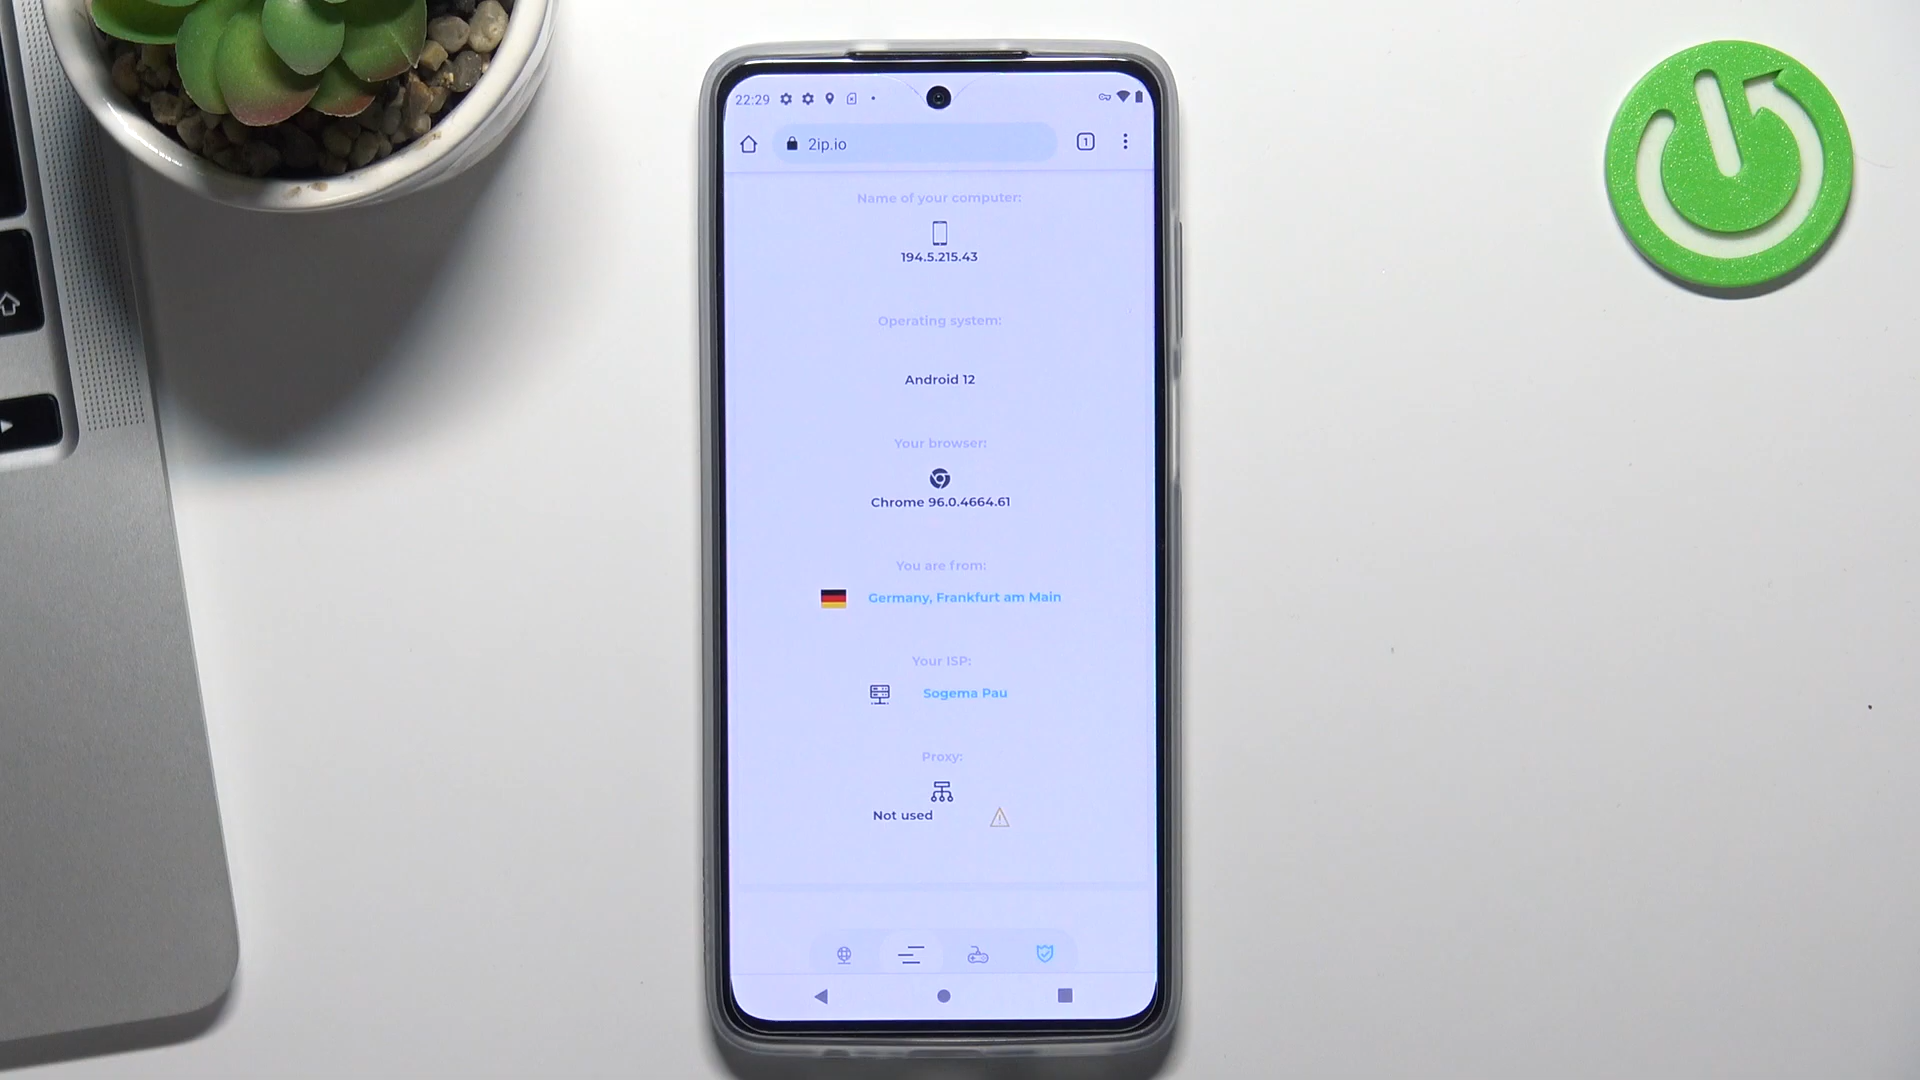 22:29
2ip.io
1
Name of your computer:
194.5.215.43
Operating system:
Android 12
Your browser:
Chrome 96.0.4664.61
You are from:
Germany, Frankfurt am Main
Your ISP:
Sogema Pau
Proxy:
Not used